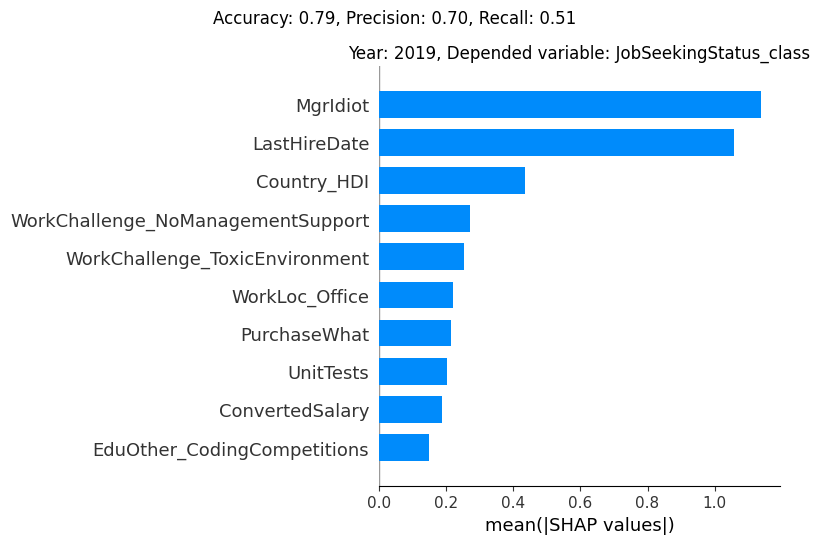 Accuracy: 0.79, Precision: 0.70, Recall: 0.51
Year: 2019, Depended variable: JobSeekingStatus_class
MgrIdiot
LastHireDate
Country_HDI
WorkChallenge_NoManagementSupport
WorkChallenge_ToxicEnvironment
WorkLoc_Office
PurchaseWhat
UnitTests
ConvertedSalary
EduOther_CodingCompetitions
0.0 0.2 0.4 0.6 0.8 1.0
mean(|SHAP values|)